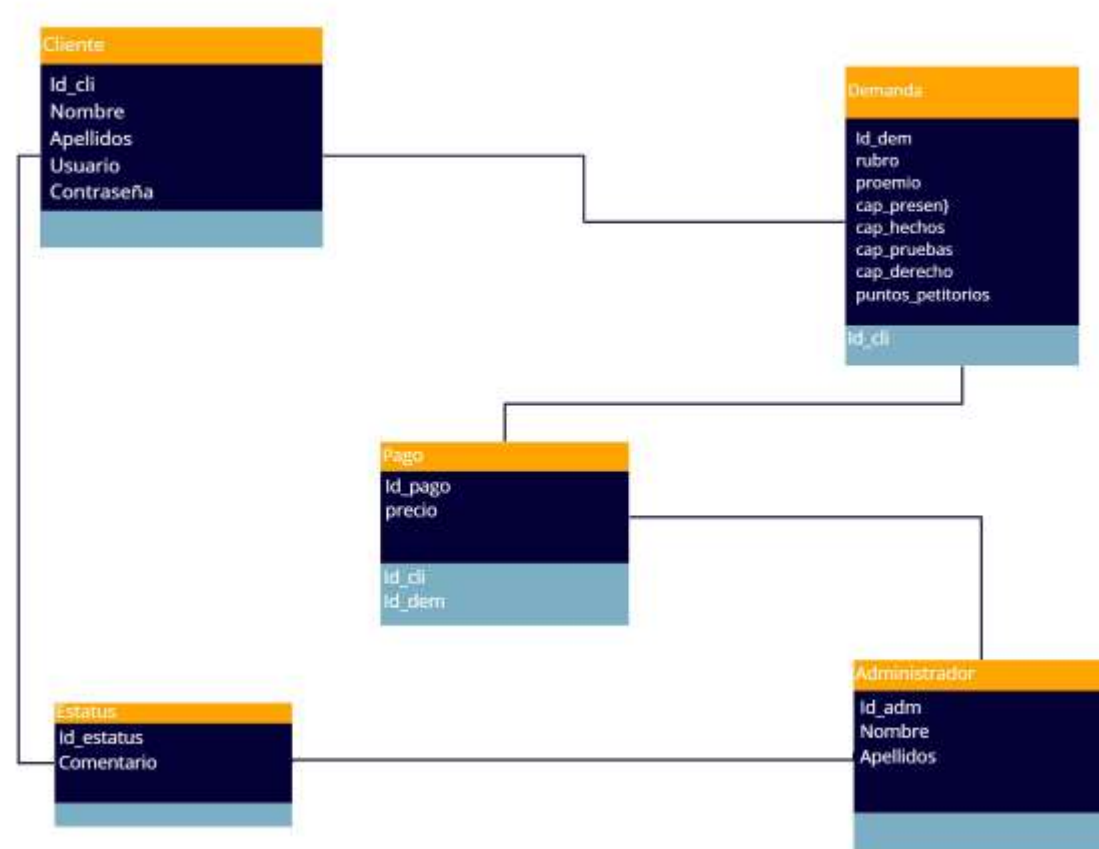 Cliente
Id_cli
Nombre
Apellidos
Usuario
Contraseña
Demanda
Id_dem
rubro
proemio
cap_presen}
cap_hechos
cap_pruebas
cap_derecho
puntos_petitorios
Id_cli
Pago
Id_pago
precio
Id_cli
Id_dem
Administrador
Id_adm
Nombre
Apellidos
Estatus
Id_estatus
Comentario